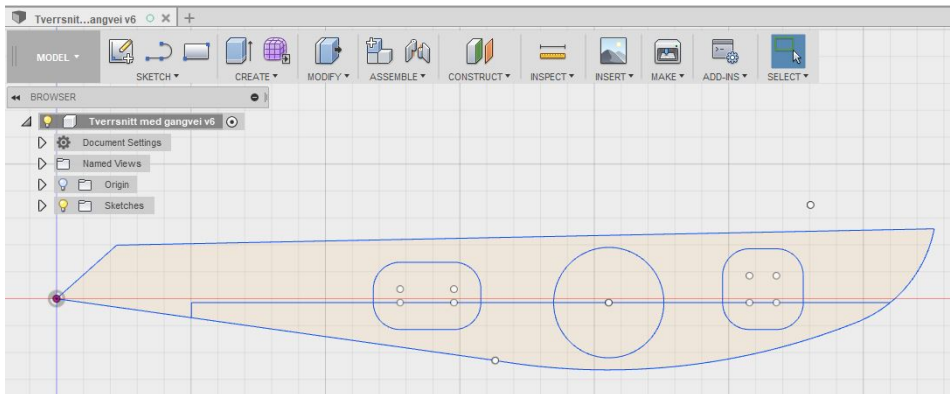 Tverrsnitt...angvei v6
MODEL
SKETCH CREATE MODIFY ASSEMBLE CONSTRUCT INSPECT INSERT MAKE ADD-INS SELECT
BROWSER
Tverrsnitt med gangvei v6
Document Settings
Named Views
Origin
Sketches